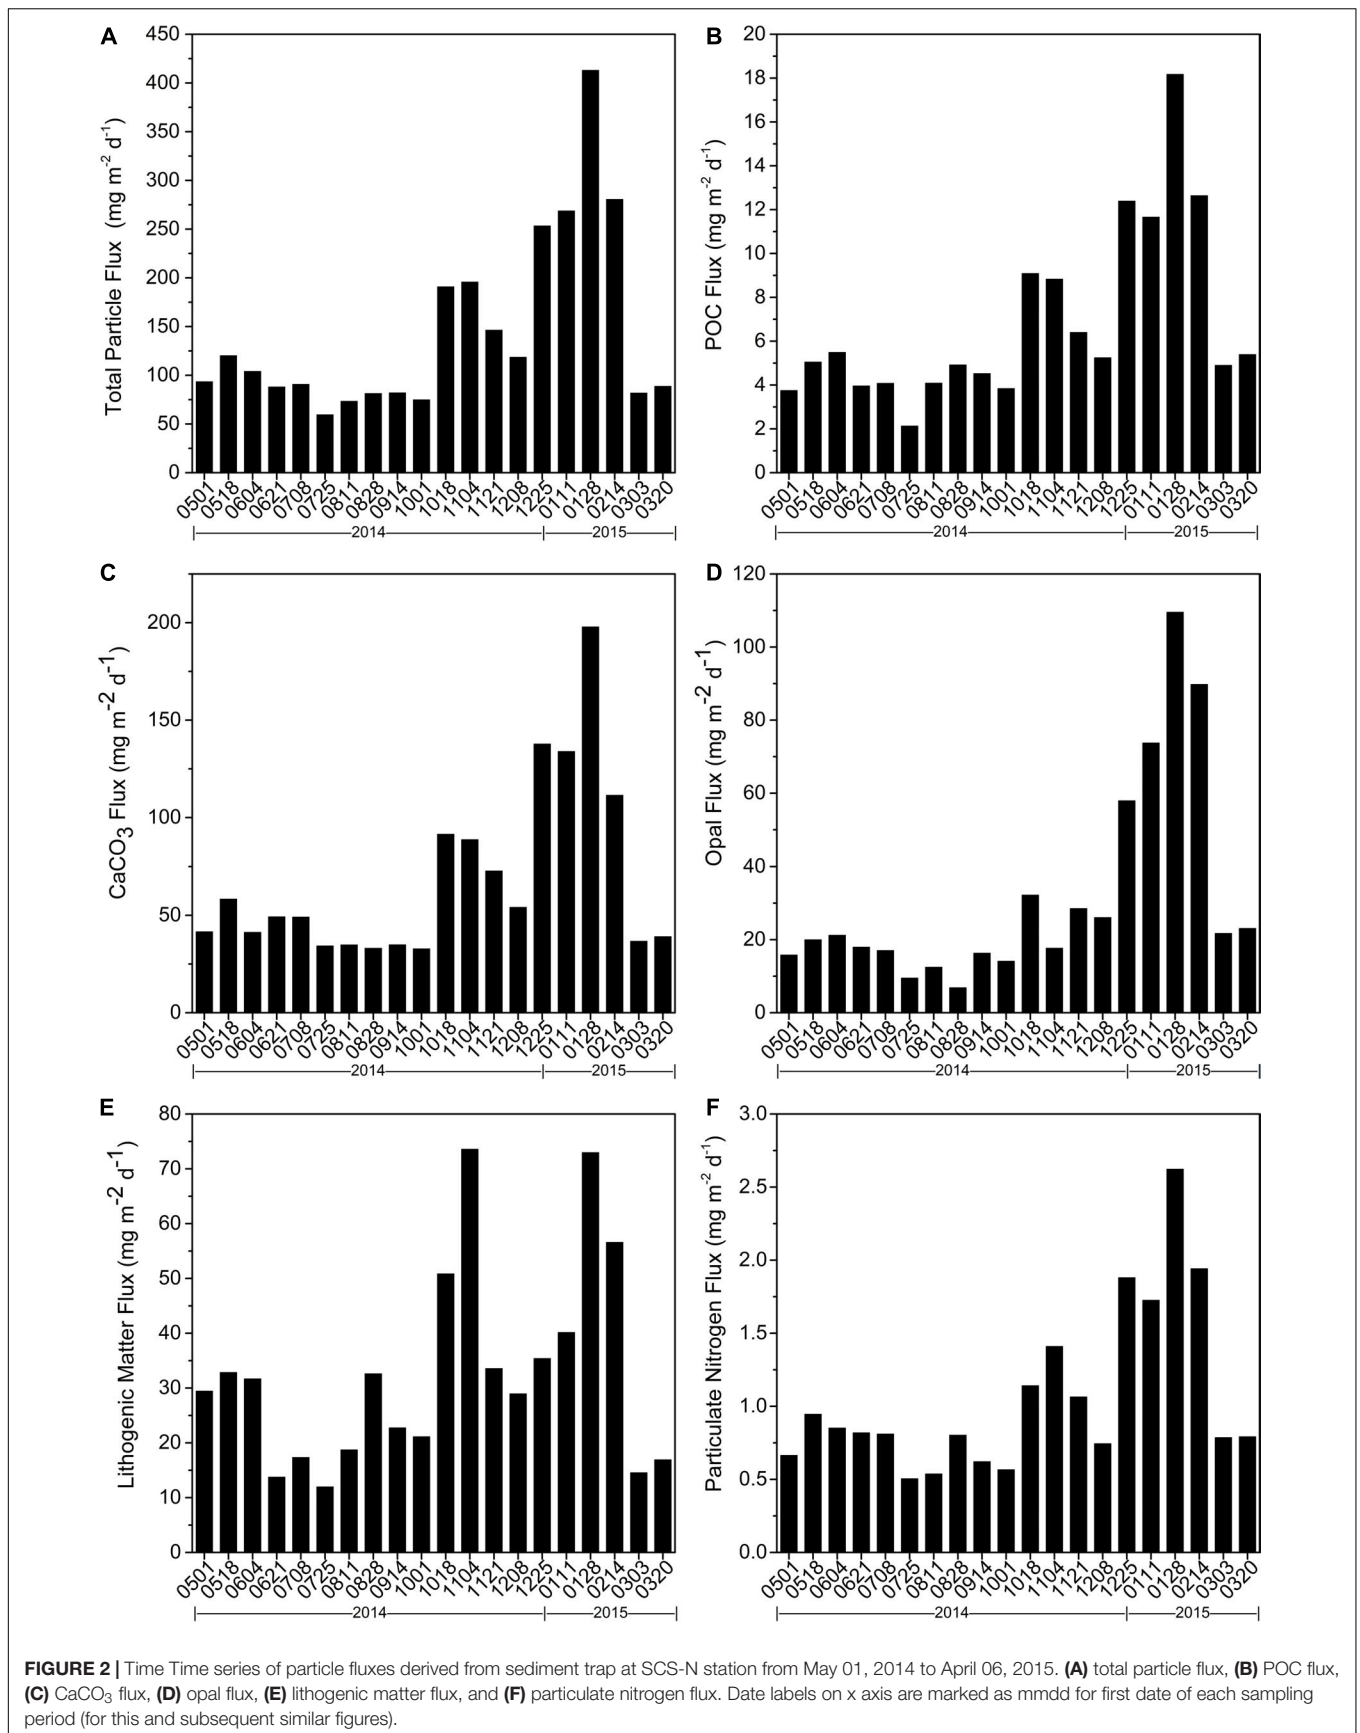 A
Total Particle Flux (mg m-2 d-1)
450
400
350
300
250
200
150
100
50
0
0501 0518 0604 0621 0708 0725 0811 0828 0914 1001 1018 1104 1121 1208 1225 0111 0128 0214 0303 0320
2014 2015
B
POC Flux (mg m-2 d-1)
20
18
16
14
12
10
8
6
4
2
0
0501 0518 0604 0621 0708 0725 0811 0828 0914 1001 1018 1104 1121 1208 1225 0111 0128 0214 0303 0320
2014 2015
C
CaCO3 Flux (mg m-2 d-1)
200
150
100
50
0
0501 0518 0604 0621 0708 0725 0811 0828 0914 1001 1018 1104 1121 1208 1225 0111 0128 0214 0303 0320
2014 2015
D
Opal Flux (mg m-2 d-1)
120
100
80
60
40
20
0
0501 0518 0604 0621 0708 0725 0811 0828 0914 1001 1018 1104 1121 1208 1225 0111 0128 0214 0303 0320
2014 2015
E
Lithogenic Matter Flux (mg m-2 d-1)
80
70
60
50
40
30
20
10
0
0501 0518 0604 0621 0708 0725 0811 0828 0914 1001 1018 1104 1121 1208 1225 0111 0128 0214 0303 0320
2014 2015
F
Particulate Nitrogen Flux (mg m-2 d-1)
3.0
2.5
2.0
1.5
1.0
0.5
0.0
0501 0518 0604 0621 0708 0725 0811 0828 0914 1001 1018 1104 1121 1208 1225 0111 0128 0214 0303 0320
2014 2015
FIGURE 2 | Time Time series of particle fluxes derived from sediment trap at SCS-N station from May 01, 2014 to April 06, 2015. (A) total particle flux, (B) POC flux,
(C) CaCO3 flux, (D) opal flux, (E) lithogenic matter flux, and (F) particulate nitrogen flux. Date labels on x axis are marked as mmdd for first date of each sampling
period (for this and subsequent similar figures).